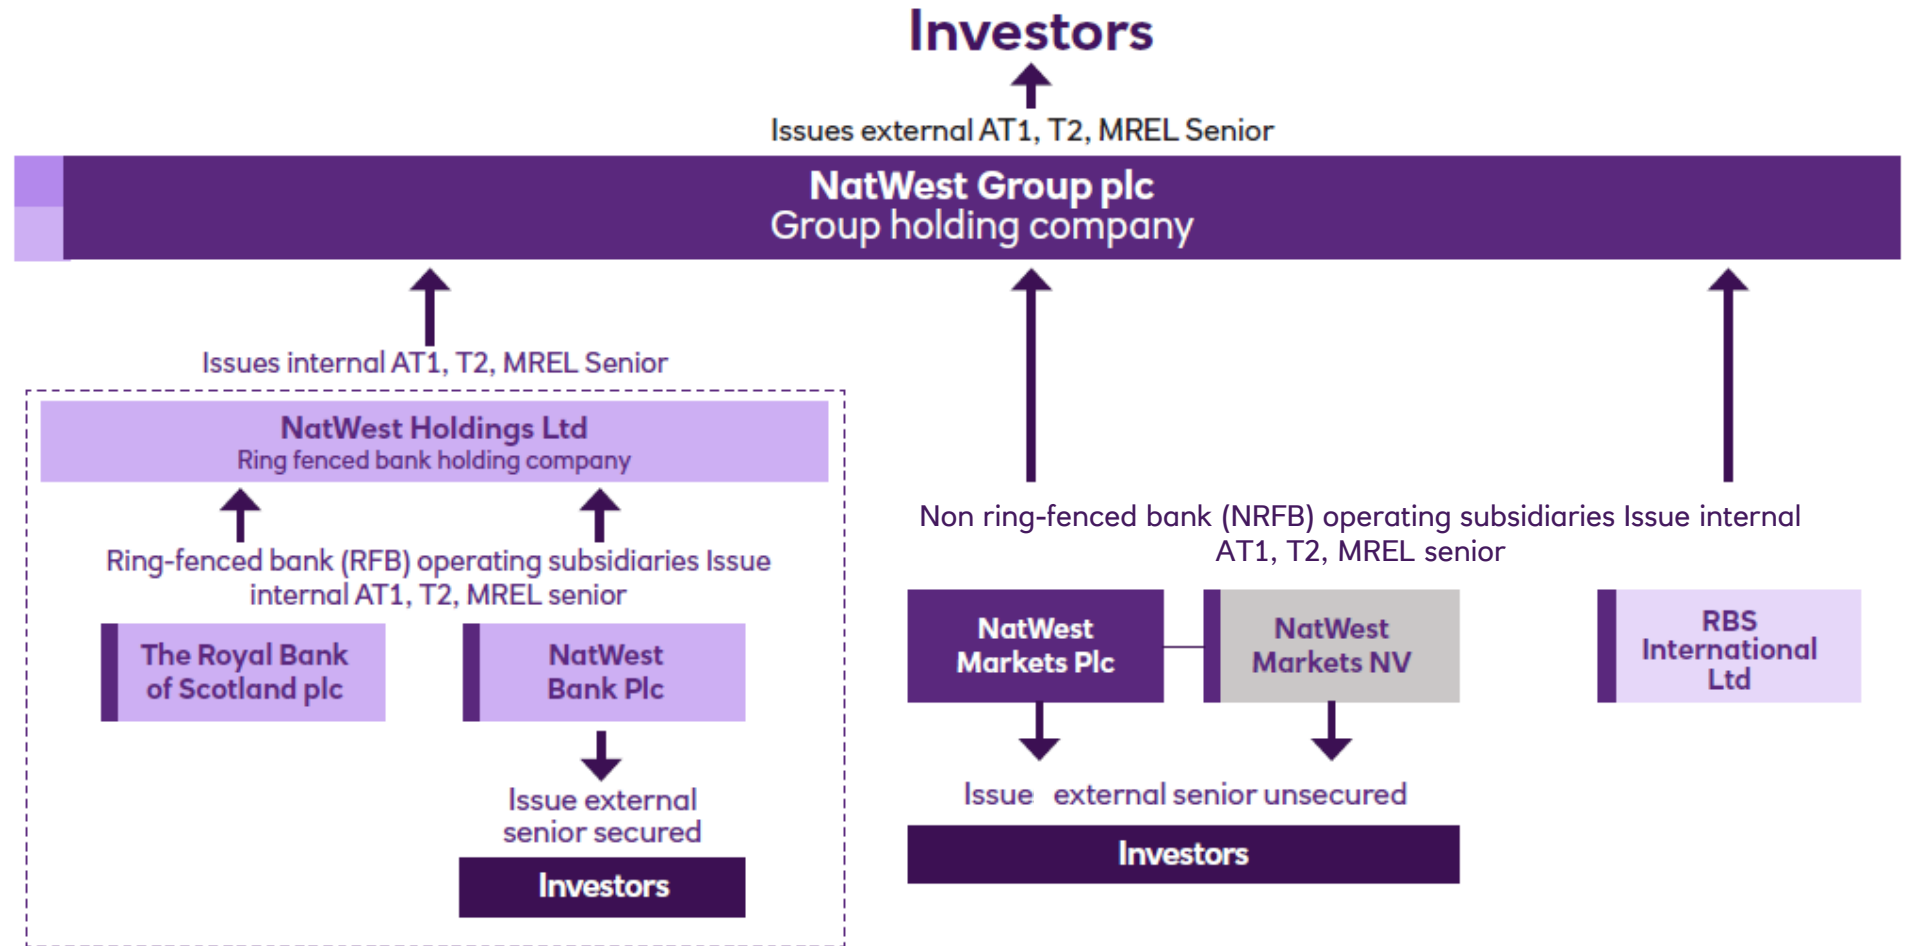 Investors
Issues external AT1, T2, MREL Senior
NatWest Group plc
Group holding company
Issues internal AT1, T2, MREL Senior
NatWest Holdings Ltd
Ring fenced bank holding company
Ring-fenced bank (RFB) operating subsidiaries Issue
internal AT1, T2, MREL senior
The Royal Bank
of Scotland plc
NatWest
Bank Plc
Issue external
senior secured
Investors
Non ring-fenced bank (NRFB) operating subsidiaries Issue internal
AT1, T2, MREL senior
NatWest
Markets Plc
NatWest
Markets NV
Issue external senior unsecured
Investors
RBS
International
Ltd